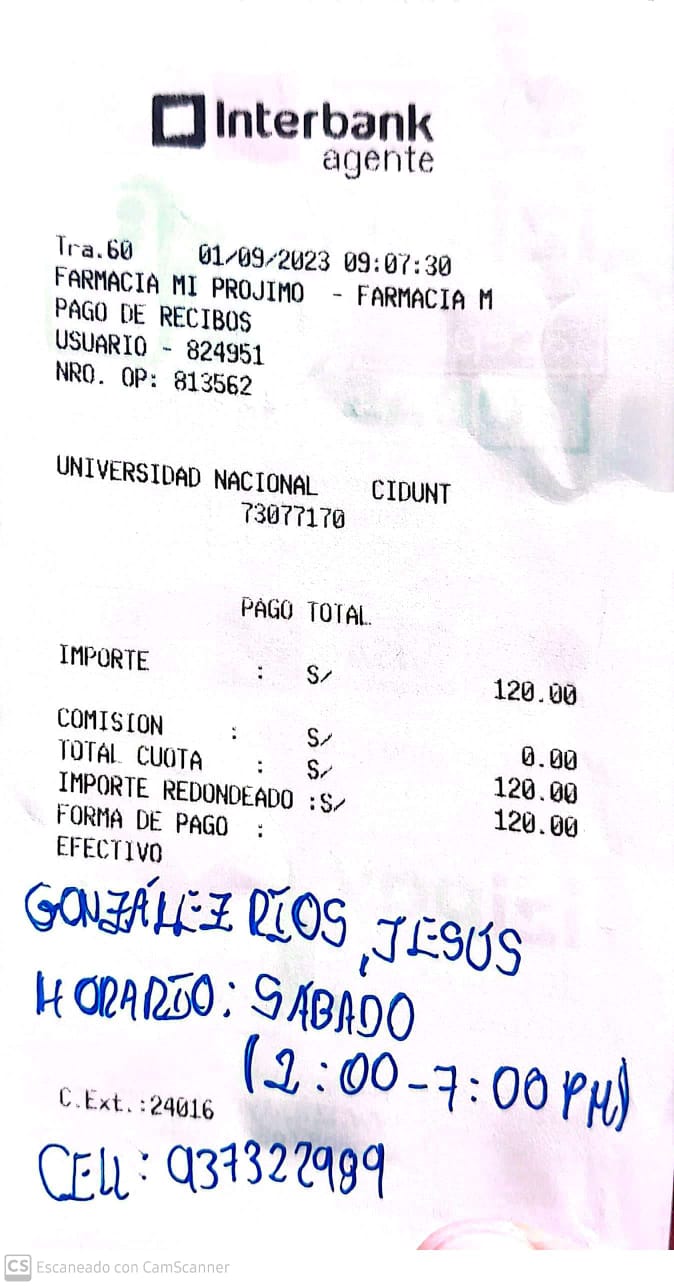 Interbank
agente
Tra.60 01/09/2023 09:07:30
FARMACIA MI PROJIMO - FARMACIA M
PAGO DE RECIBOS
USUARIO - 824951
NRO. OP: 813562
UNIVERSIDAD NACIONAL CIDUNT
73077170
PAGO TOTAL
IMPORTE : S/ 120.00
COMISION : S/ 0.00
TOTAL CUOTA : S/ 120.00
IMPORTE REDONDEADO :S/ 120.00
FORMA DE PAGO :
EFECTIVO
GONZÁLEZ RÍOS, JESÚS
HORARIO: SÁBADO
(2:00-7:00 PM)
C.Ext.:24016
CELL: 937322989
CS Escaneado con CamScanner